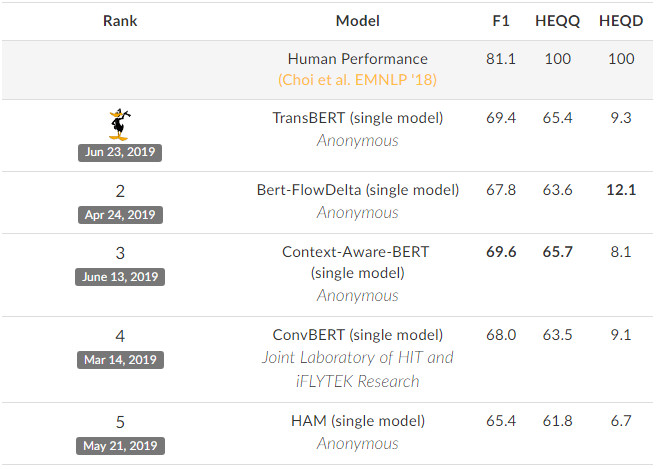 Rank Model F1 HEQQ HEQD
Human Performance 81.1 100 100
(Choi et al. EMNLP '18)
TransBERT (single model) 69.4 65.4 9.3
Anonymous
Jun 23, 2019
2 Bert-FlowDelta (single model) 67.8 63.6 12.1
Apr 24, 2019 Anonymous
3 Context-Aware-BERT 69.6 65.7 8.1
June 13, 2019 (single model)
Anonymous
4 ConvBERT (single model) 68.0 63.5 9.1
Mar 14, 2019 Joint Laboratory of HIT and
iFLYTEK Research
5 HAM (single model) 65.4 61.8 6.7
May 21, 2019 Anonymous